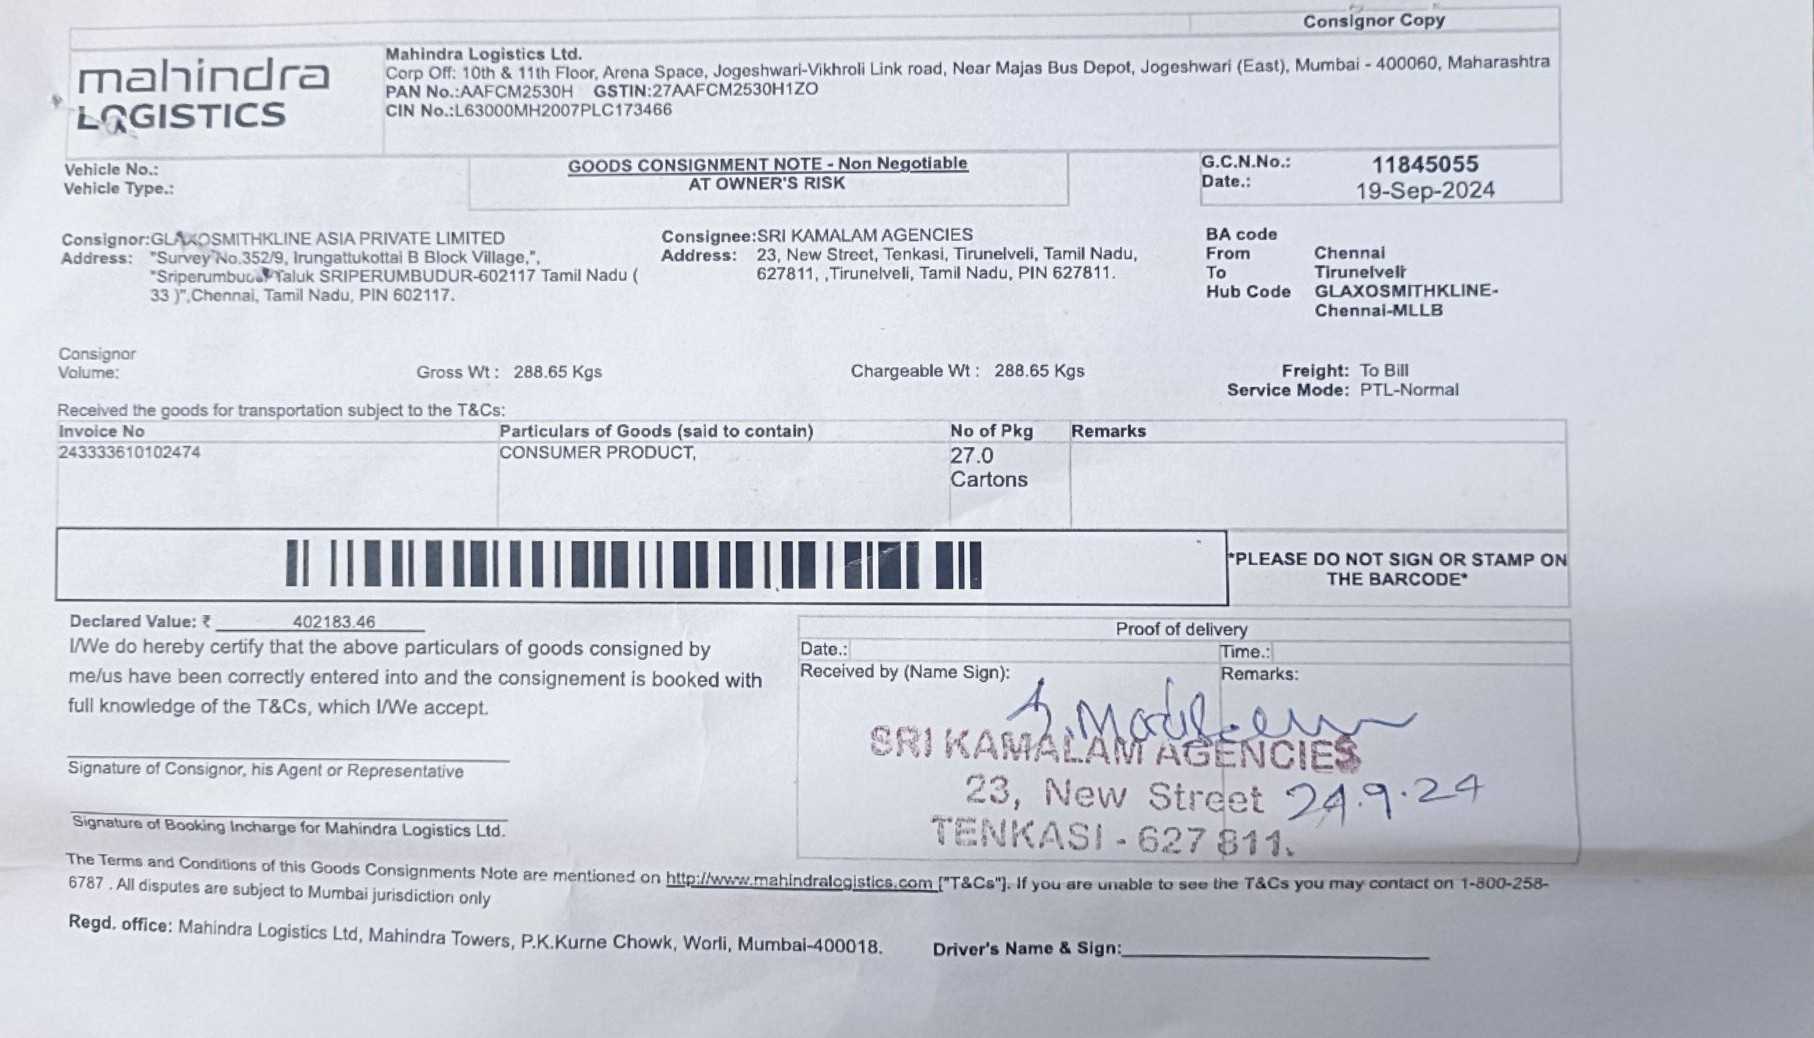 Consignor Copy
mahindra
LOGISTICS
Mahindra Logistics Ltd.
Corp Off: 10th & 11th Floor, Arena Space, Jogeshwari-Vikhroli Link road, Near Majas Bus Depot, Jogeshwari (East), Mumbai - 400060, Maharashtra
PAN No.:AAFCM2530H GSTIN:27AAFCM2530H1ZO
CIN No.:L63000MH2007PLC173466
Vehicle No.:
Vehicle Type.:
GOODS CONSIGNMENT NOTE - Non Negotiable
AT OWNER'S RISK
G.C.N.No.: 11845055
Date.: 19-Sep-2024
Consignor:GLAXOSMITHKLINE ASIA PRIVATE LIMITED
Address: "Survey No.352/9, Irungattukottai B Block Village,",
"Sriperumbudur Taluk SRIPERUMBUDUR-602117 Tamil Nadu (
33 )",Chennai, Tamil Nadu, PIN 602117.
Consignee:SRI KAMALAM AGENCIES
Address: 23, New Street, Tenkasi, Tirunelveli, Tamil Nadu,
627811, ,Tirunelveli, Tamil Nadu, PIN 627811.
BA code
From Chennai
To Tirunelveli
Hub Code GLAXOSMITHKLINE-
Chennai-MLLB
Consignor
Volume:
Gross Wt : 288.65 Kgs
Chargeable Wt : 288.65 Kgs
Freight: To Bill
Service Mode: PTL-Normal
Received the goods for transportation subject to the T&Cs:
Invoice No Particulars of Goods (said to contain) No of Pkg Remarks
243333610102474 CONSUMER PRODUCT, 27.0
Cartons
*PLEASE DO NOT SIGN OR STAMP ON
THE BARCODE*
Declared Value: ₹ 402183.46
I/We do hereby certify that the above particulars of goods consigned by
me/us have been correctly entered into and the consignement is booked with
full knowledge of the T&Cs, which I/We accept.
Signature of Consignor, his Agent or Representative
Signature of Booking Incharge for Mahindra Logistics Ltd.
Proof of delivery
Date.: Time.:
Received by (Name Sign): Remarks:
SRI KAMALAM AGENCIES
23, New Street 24.9.24
TENKASI - 627 811.
The Terms and Conditions of this Goods Consignments Note are mentioned on http://www.mahindralogistics.com ["T&Cs"]. If you are unable to see the T&Cs you may contact on 1-800-258-
6787 . All disputes are subject to Mumbai jurisdiction only
Regd. office: Mahindra Logistics Ltd, Mahindra Towers, P.K.Kurne Chowk, Worli, Mumbai-400018.
Driver's Name & Sign: